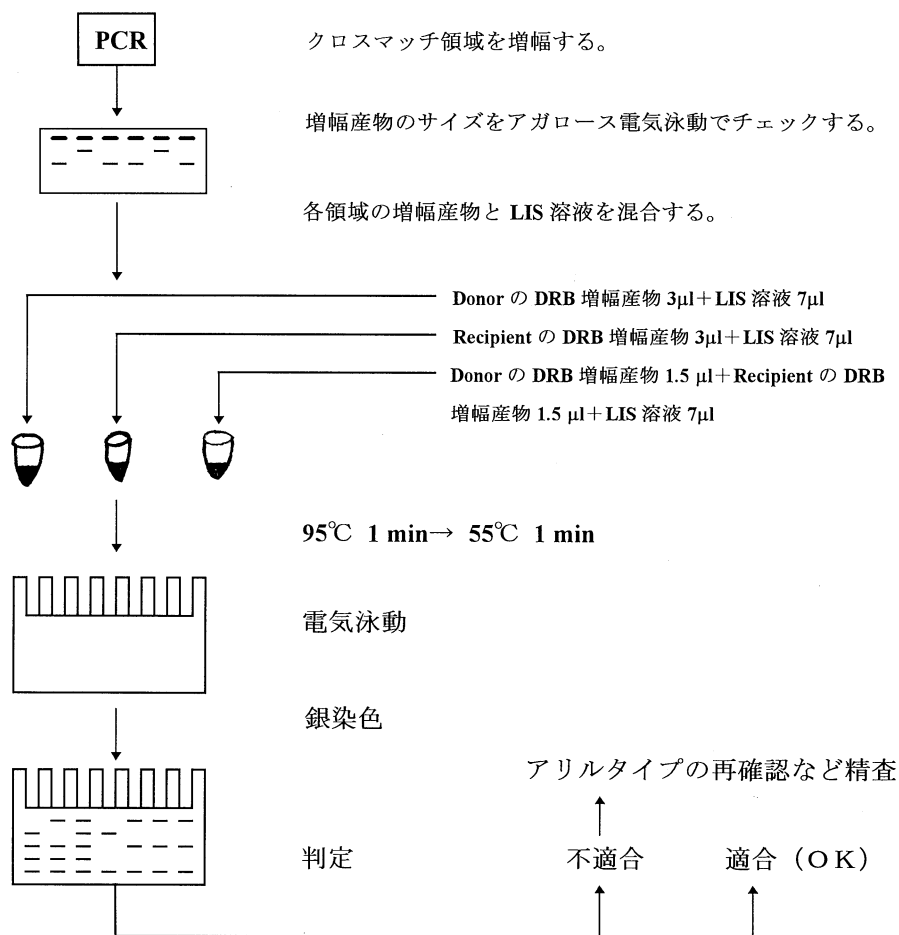 PCR
クロスマッチ領域を増幅する。
増幅産物のサイズをアガロース電気泳動でチェックする。
各領域の増幅産物と LIS 溶液を混合する。
Donor の DRB 増幅産物 3μl＋LIS 溶液 7μl
Recipient の DRB 増幅産物 3μl＋LIS 溶液 7μl
Donor の DRB 増幅産物 1.5 μl＋Recipient の DRB
増幅産物 1.5 μl＋LIS 溶液 7μl
95℃ 1 min→ 55℃ 1 min
電気泳動
銀染色
アリルタイプの再確認など精査
判定 不適合 適合（ＯＫ）